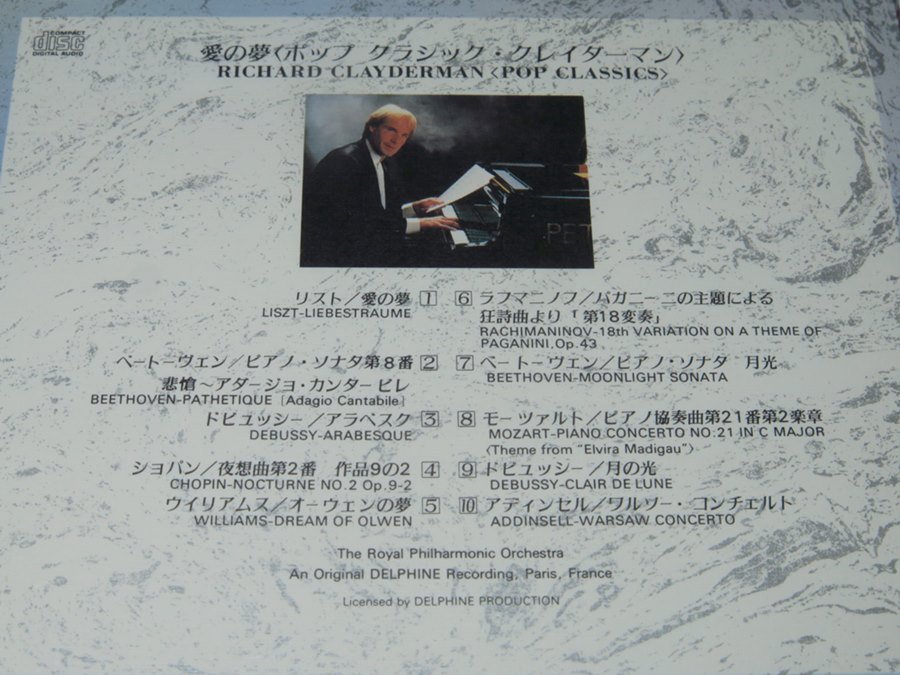 COMPACT
disc
DIGITAL AUDIO
愛の夢〈ポップ クラシック・クレイダーマン〉
RICHARD CLAYDERMAN〈POP CLASSICS〉
PET
リスト／愛の夢 1
LISZT-LIEBESTRAUME
ベートーヴェン／ピアノ・ソナタ第8番 2
悲愴〜アダージョ・カンタービレ
BEETHOVEN-PATHETIQUE [Adagio Cantabile]
ドビュッシー／アラベスク 3
DEBUSSY-ARABESQUE
ショパン／夜想曲第2番 作品9の2 4
CHOPIN-NOCTURNE NO.2 Op.9-2
ウイリアムス／オーウェンの夢 5
WILLIAMS-DREAM OF OLWEN
6 ラフマニノフ／パガニーニの主題による
狂詩曲より「第18変奏」
RACHIMANINOV-18th VARIATION ON A THEME OF
PAGANINI,Op.43
7 ベートーヴェン／ピアノ・ソナタ 月光
BEETHOVEN-MOONLIGHT SONATA
8 モーツァルト／ピアノ協奏曲第21番第2楽章
MOZART-PIANO CONCERTO NO:21 IN C MAJOR
〈Theme from "Elvira Madigau"〉
9 ドビュッシー／月の光
DEBUSSY-CLAIR DE LUNE
10 アディンセル／ワルソー・コンチェルト
ADDINSELL-WARSAW CONCERTO
The Royal Philharmonic Orchestra
An Original DELPHINE Recording, Paris, France
Licensed by DELPHINE PRODUCTION